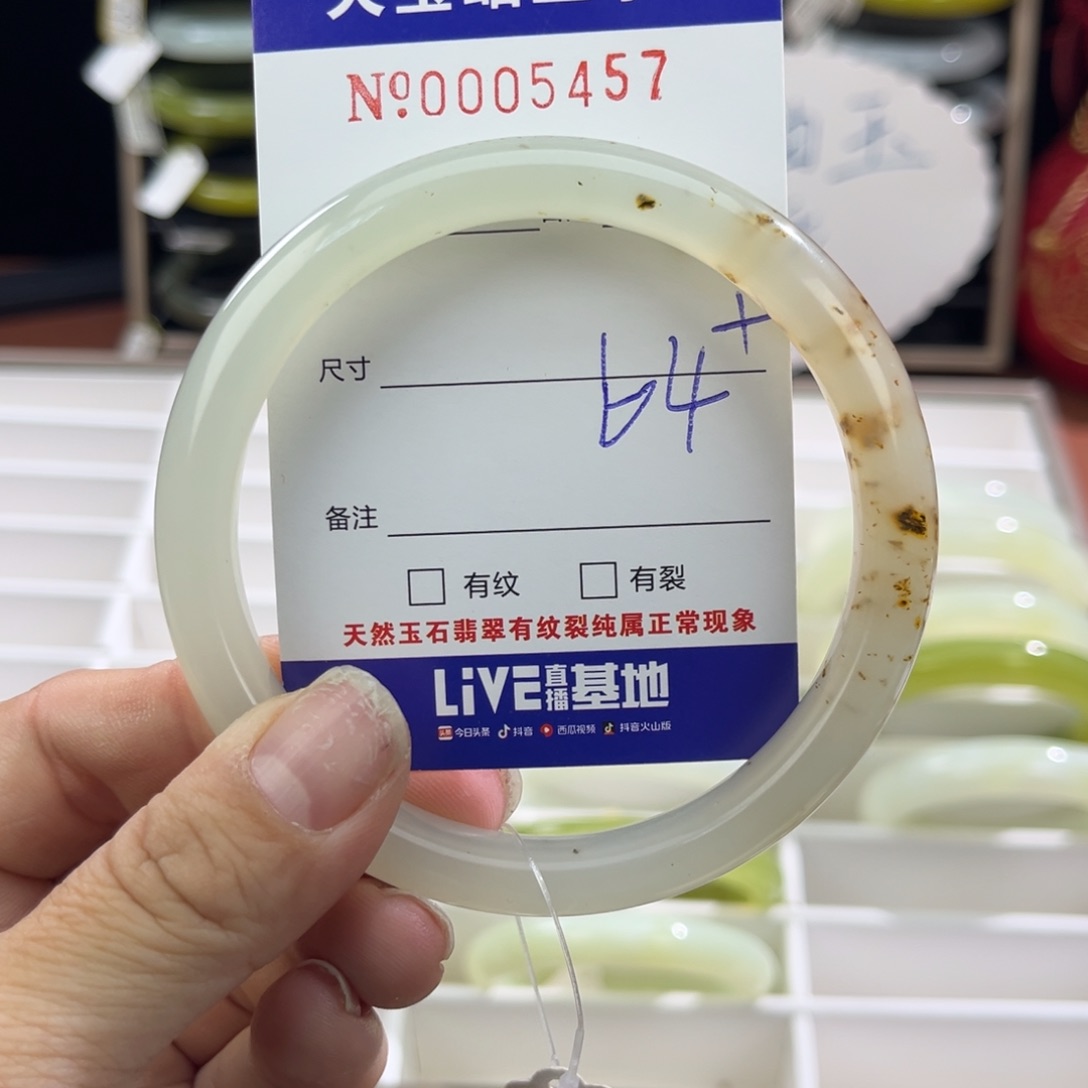 №0005457
尺寸 64+
备注
有纹 有裂
天然玉石翡翠有纹裂纯属正常现象
LiVE直播基地
头条 今日头条 抖音 西瓜视频 抖音火山版